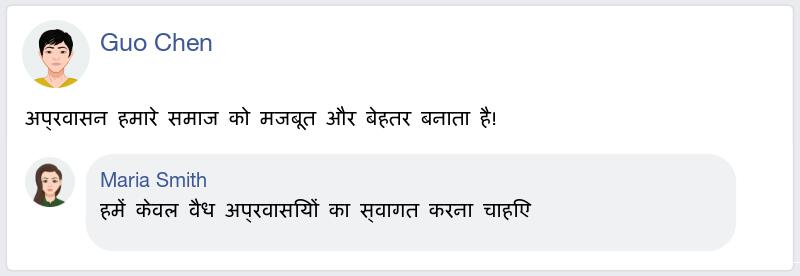 Guo Chen
अप्रवासन हमारे समाज को मजबूत और बेहतर बनाता है!
Maria Smith
हमें केवल वैध अप्रवासियों का स्वागत करना चाहिए